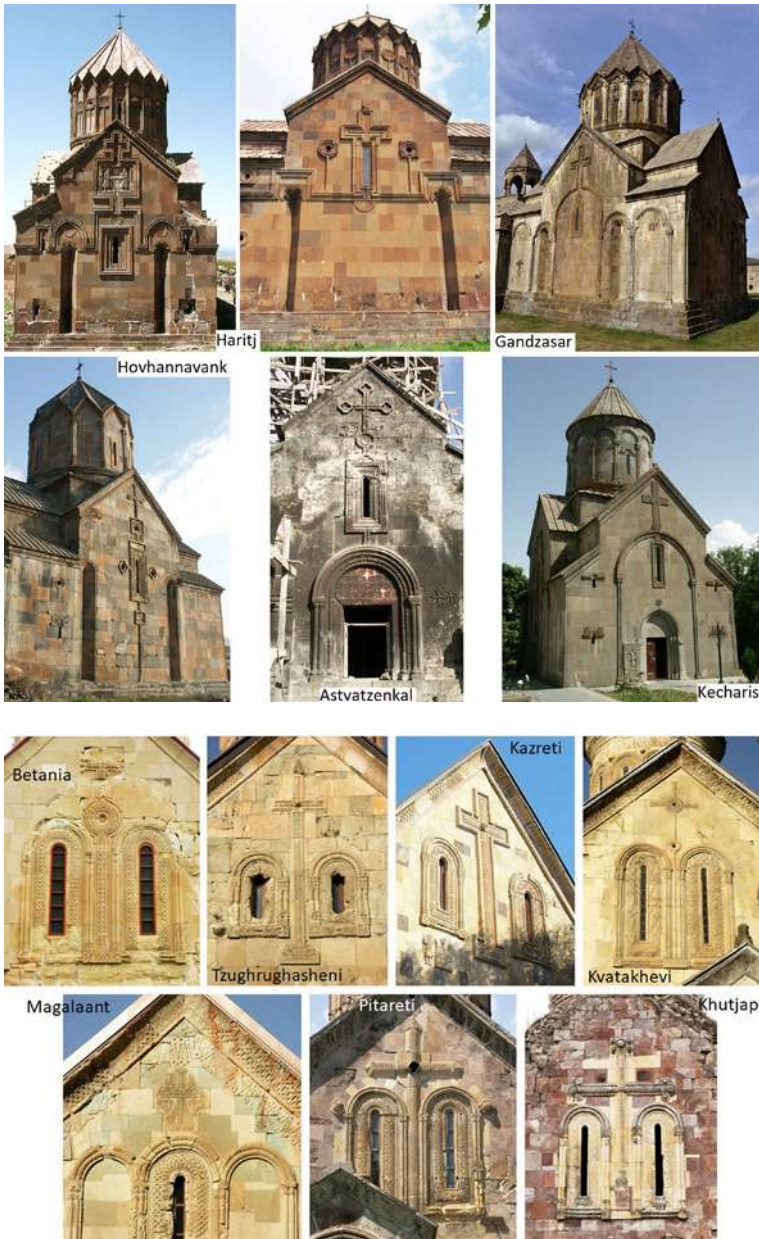 Haritj
Gandzasar
Hovhannavank
Astvatzenkal
Kecharis
Betania
Tzughrughasheni
Kazreti
Kvatakhevi
Magalaant
Pitareti
Khutjap